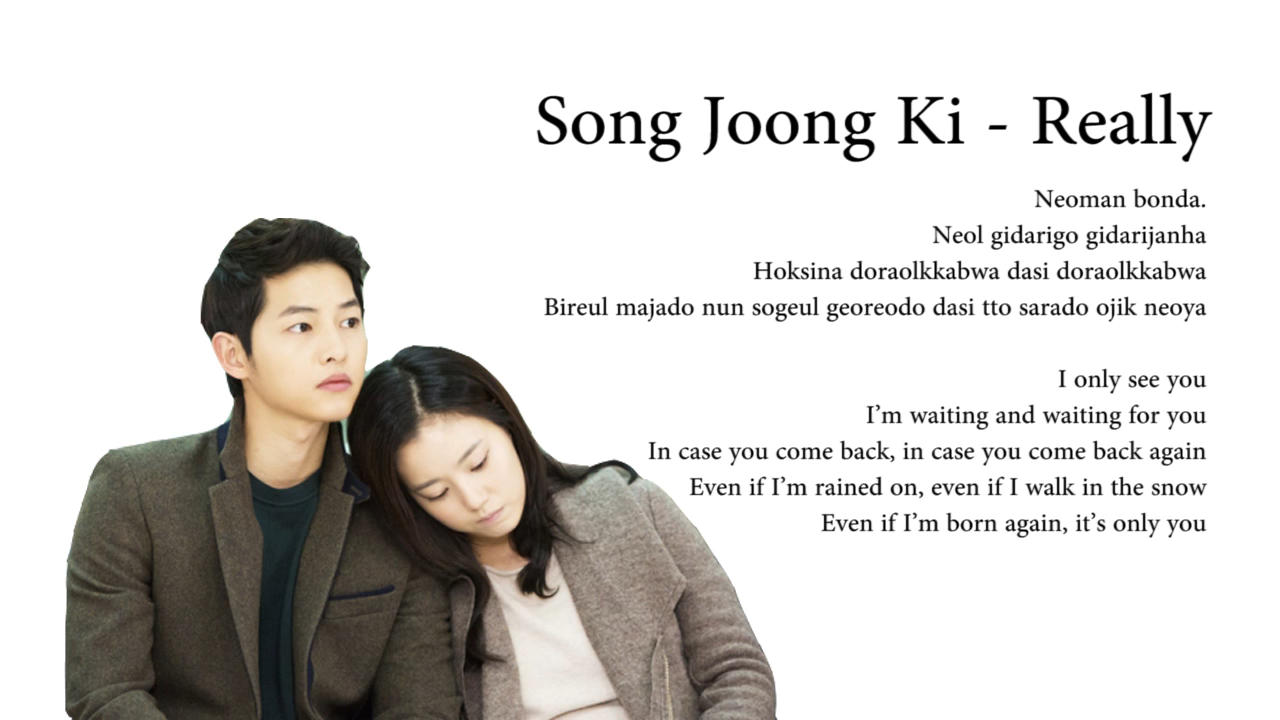 Song Joong Ki - Really
Neoman bonda.
Neol gidarigo gidarijanha
Hoksina doraolkkabwa dasi doraolkkabwa
Bireul majado nun sogeul georeodo dasi tto sarado ojik neoya
I only see you
I’m waiting and waiting for you
In case you come back, in case you come back again
Even if I’m rained on, even if I walk in the snow
Even if I’m born again, it’s only you